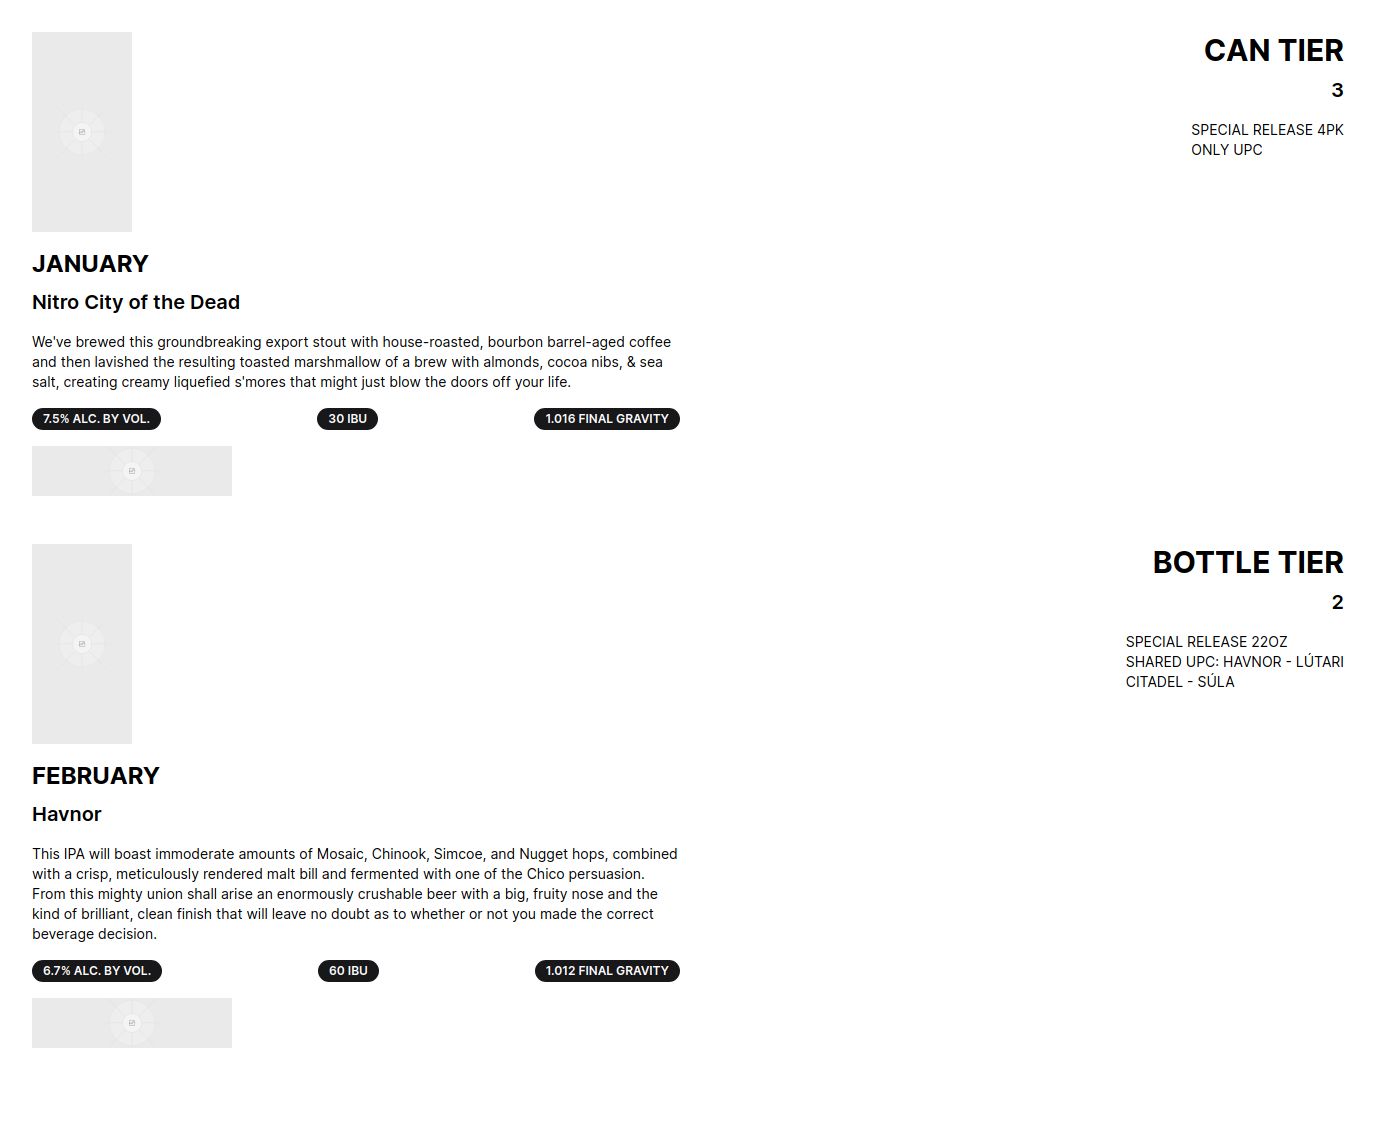 CAN TIER
3
SPECIAL RELEASE 4PK
ONLY UPC
JANUARY
Nitro City of the Dead
We've brewed this groundbreaking export stout with house-roasted, bourbon barrel-aged coffee
and then lavished the resulting toasted marshmallow of a brew with almonds, cocoa nibs, & sea
salt, creating creamy liquefied s'mores that might just blow the doors off your life.
7.5% ALC. BY VOL.
30 IBU
1.016 FINAL GRAVITY
BOTTLE TIER
2
SPECIAL RELEASE 22OZ
SHARED UPC: HAVNOR - LÚTARI
CITADEL - SÚLA
FEBRUARY
Havnor
This IPA will boast immoderate amounts of Mosaic, Chinook, Simcoe, and Nugget hops, combined
with a crisp, meticulously rendered malt bill and fermented with one of the Chico persuasion.
From this mighty union shall arise an enormously crushable beer with a big, fruity nose and the
kind of brilliant, clean finish that will leave no doubt as to whether or not you made the correct
beverage decision.
6.7% ALC. BY VOL.
60 IBU
1.012 FINAL GRAVITY